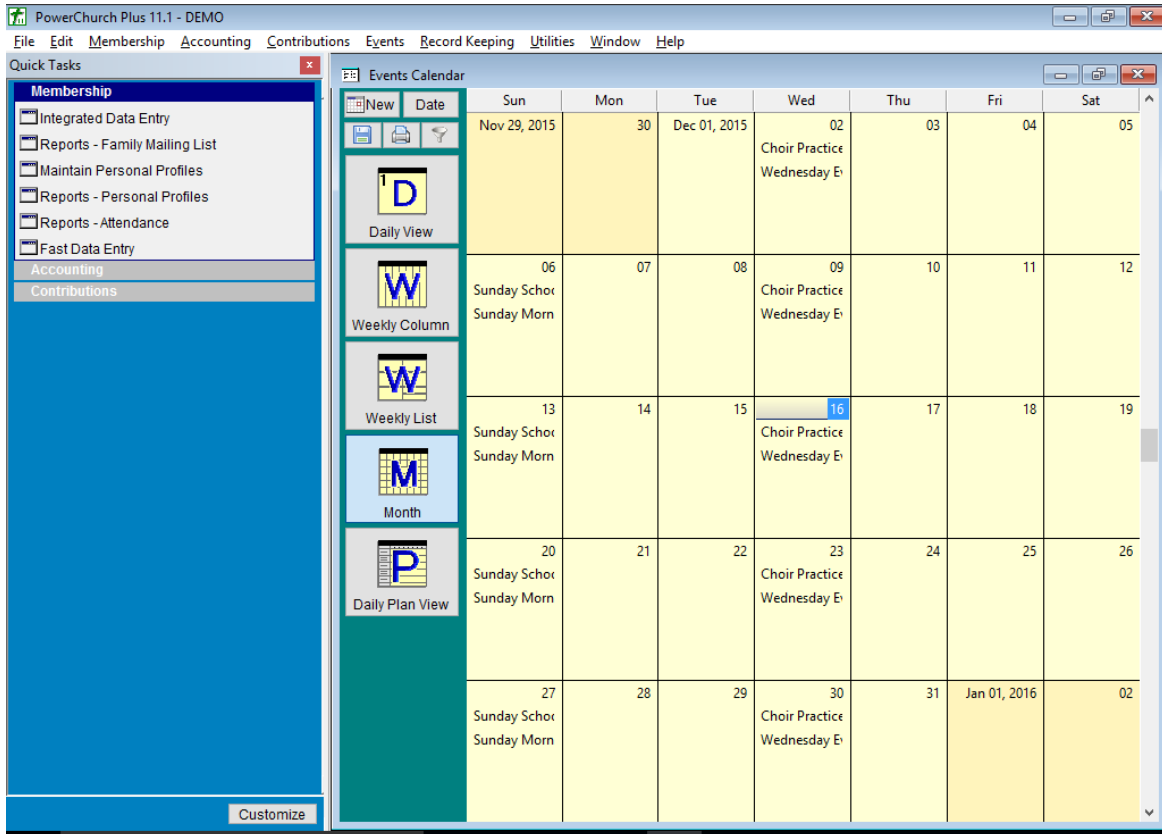 PowerChurch Plus 11.1 - DEMO
File Edit Membership Accounting Contributions Events Record Keeping Utilities Window Help
Quick Tasks
Membership
Integrated Data Entry
Reports - Family Mailing List
Maintain Personal Profiles
Reports - Personal Profiles
Reports - Attendance
Fast Data Entry
Accounting
Contributions
Customize
Events Calendar
New Date
1
D
Daily View
W
Weekly Column
W
Weekly List
M
Month
P
Daily Plan View
Sun Mon Tue Wed Thu Fri Sat
Nov 29, 2015 30 Dec 01, 2015 02 03 04 05
Choir Practice
Wednesday Ev
06 07 08 09 10 11 12
Sunday Schoo Choir Practice
Sunday Morn Wednesday Ev
13 14 15 16 17 18 19
Sunday Schoo Choir Practice
Sunday Morn Wednesday Ev
20 21 22 23 24 25 26
Sunday Schoo Choir Practice
Sunday Morn Wednesday Ev
27 28 29 30 31 Jan 01, 2016 02
Sunday Schoo Choir Practice
Sunday Morn Wednesday Ev